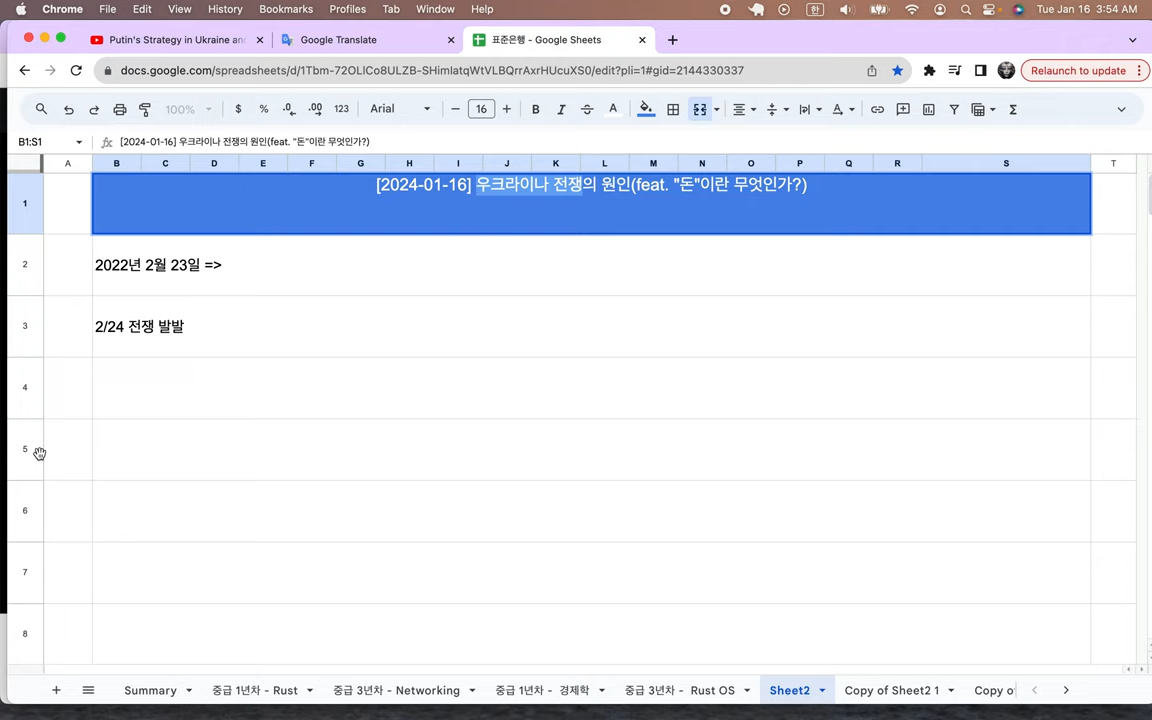 Chrome File Edit View History Bookmarks Profiles Tab Window Help 한 Tue Jan 16 3:54 AM
Putin's Strategy in Ukraine an Google Translate 표준은행 - Google Sheets
docs.google.com/spreadsheets/d/1Tbm-72OLICo8ULZB-SHimIatqWtVLBQrrAxrHUcuXS0/edit?pli=1#gid=2144330337 Relaunch to update
100% $ % .0 .00 123 Arial 16 B I A
B1:S1 fx [2024-01-16] 우크라이나 전쟁의 원인(feat. "돈"이란 무엇인가?)
A B C D E F G H I J K L M N O P Q R S T
1 [2024-01-16] 우크라이나 전쟁의 원인(feat. "돈"이란 무엇인가?)
2 2022년 2월 23일 =>
3 2/24 전쟁 발발
4
5
6
7
8
Summary 중급 1년차 - Rust 중급 3년차 - Networking 중급 1년차 - 경제학 중급 3년차 - Rust OS Sheet2 Copy of Sheet2 1 Copy o